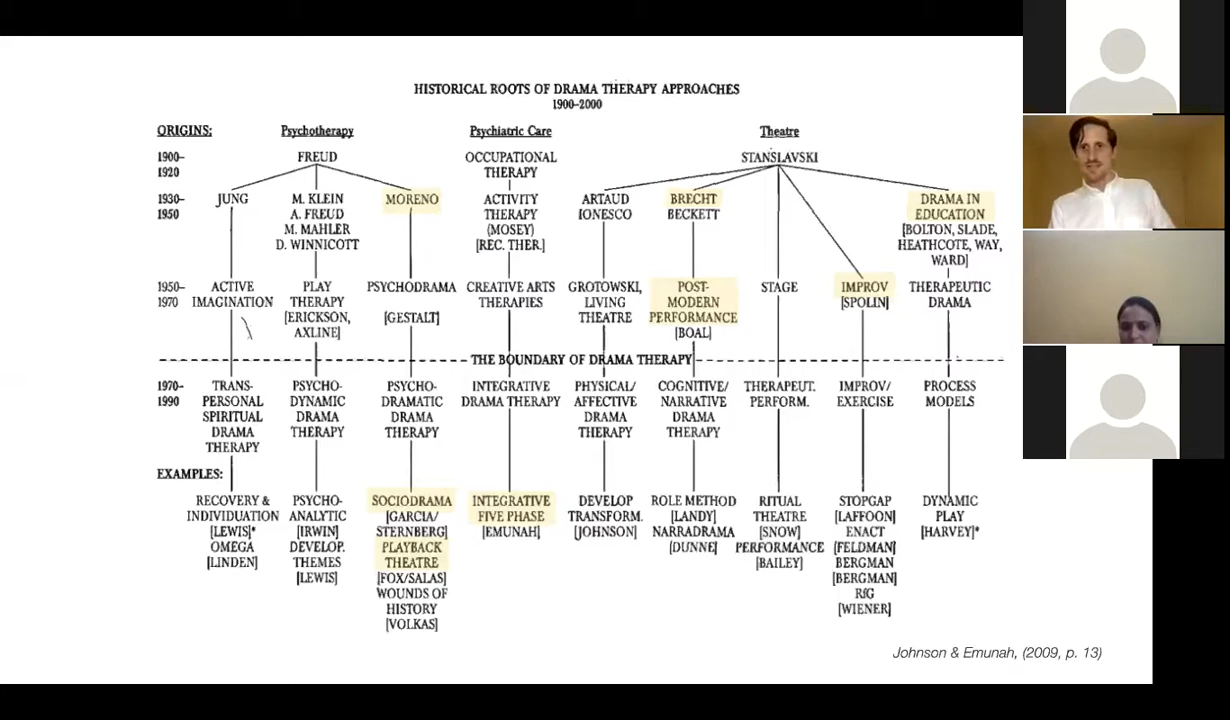 HISTORICAL ROOTS OF DRAMA THERAPY APPROACHES
1900–2000
ORIGINS: Psychotherapy Psychiatric Care Theatre
1900– FREUD OCCUPATIONAL STANSLAVSKI
1920 THERAPY
1930– JUNG M. KLEIN MORENO ACTIVITY ARTAUD BRECHT DRAMA IN
1950 A. FREUD THERAPY IONESCO BECKETT EDUCATION
M. MAHLER (MOSEY) [BOLTON, SLADE,
D. WINNICOTT [REC. THER.] HEATHCOTE, WAY,
WARD]
1950– ACTIVE PLAY PSYCHODRAMA CREATIVE ARTS GROTOWSKI, POST- STAGE IMPROV THERAPEUTIC
1970 IMAGINATION THERAPY THERAPIES LIVING MODERN [SPOLIN] DRAMA
[ERICKSON, [GESTALT] THEATRE PERFORMANCE
AXLINE] [BOAL]
THE BOUNDARY OF DRAMA THERAPY
1970– TRANS- PSYCHO- PSYCHO- INTEGRATIVE PHYSICAL/ COGNITIVE/ THERAPEUT. IMPROV/ PROCESS
1990 PERSONAL DYNAMIC DRAMATIC DRAMA THERAPY AFFECTIVE NARRATIVE PERFORM. EXERCISE MODELS
SPIRITUAL DRAMA DRAMA DRAMA DRAMA
DRAMA THERAPY THERAPY THERAPY THERAPY
THERAPY
EXAMPLES:
RECOVERY & PSYCHO- SOCIODRAMA INTEGRATIVE DEVELOP ROLE METHOD RITUAL STOPGAP DYNAMIC
INDIVIDUATION ANALYTIC [GARCIA/ FIVE PHASE TRANSFORM. [LANDY] THEATRE [LAFFOON] PLAY
[LEWIS]* [IRWIN] STERNBERG] [EMUNAH] [JOHNSON] NARRADRAMA [SNOW] ENACT [HARVEY]*
OMEGA DEVELOP. PLAYBACK [DUNNE] PERFORMANCE [FELDMAN]
[LINDEN] THEMES THEATRE [BAILEY] BERGMAN
[LEWIS] [FOX/SALAS] [BERGMAN]
WOUNDS OF RfG
HISTORY [WIENER]
[VOLKAS]
Johnson & Emunah, (2009, p. 13)